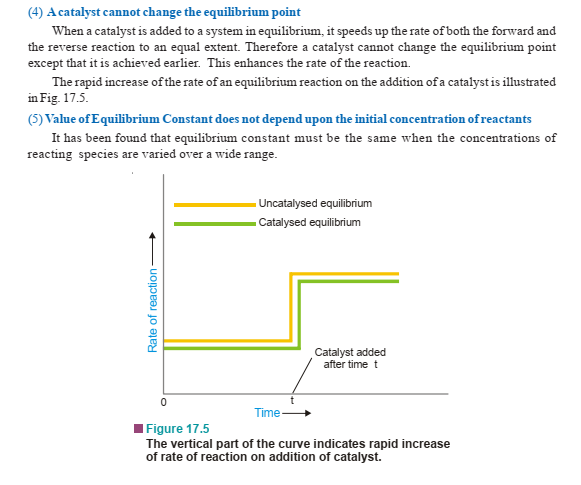 (4) A catalyst cannot change the equilibrium point
When a catalyst is added to a system in equilibrium, it speeds up the rate of both the forward and
the reverse reaction to an equal extent. Therefore a catalyst cannot change the equilibrium point
except that it is achieved earlier. This enhances the rate of the reaction.
The rapid increase of the rate of an equilibrium reaction on the addition of a catalyst is illustrated
in Fig. 17.5.
(5) Value of Equilibrium Constant does not depend upon the initial concentration of reactants
It has been found that equilibrium constant must be the same when the concentrations of
reacting species are varied over a wide range.
Uncatalysed equilibrium
Catalysed equilibrium
Rate of reaction
Catalyst added
after time t
0
t
Time
Figure 17.5
The vertical part of the curve indicates rapid increase
of rate of reaction on addition of catalyst.